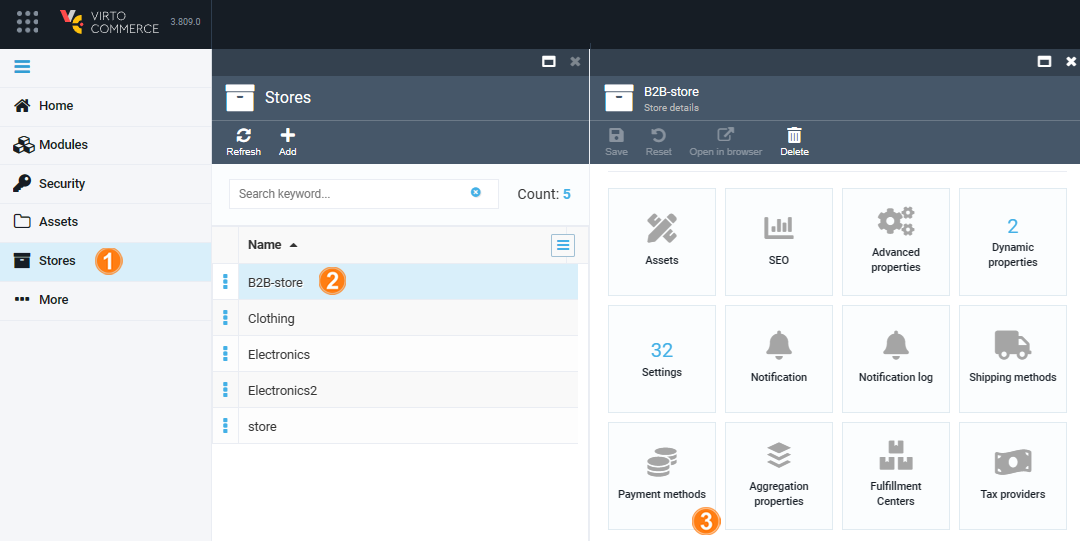 VIRTO
COMMERCE
3.809.0
Home
Modules
Security
Assets
Stores
1
More
Stores
Refresh
Add
Search keyword...
Count: 5
Name
B2B-store
2
Clothing
Electronics
Electronics2
store
B2B-store
Store details
Save
Reset
Open in browser
Delete
Assets
SEO
Advanced
properties
2
Dynamic
properties
32
Settings
Notification
Notification log
Shipping methods
Payment methods
3
Aggregation
properties
Fulfillment
Centers
Tax providers